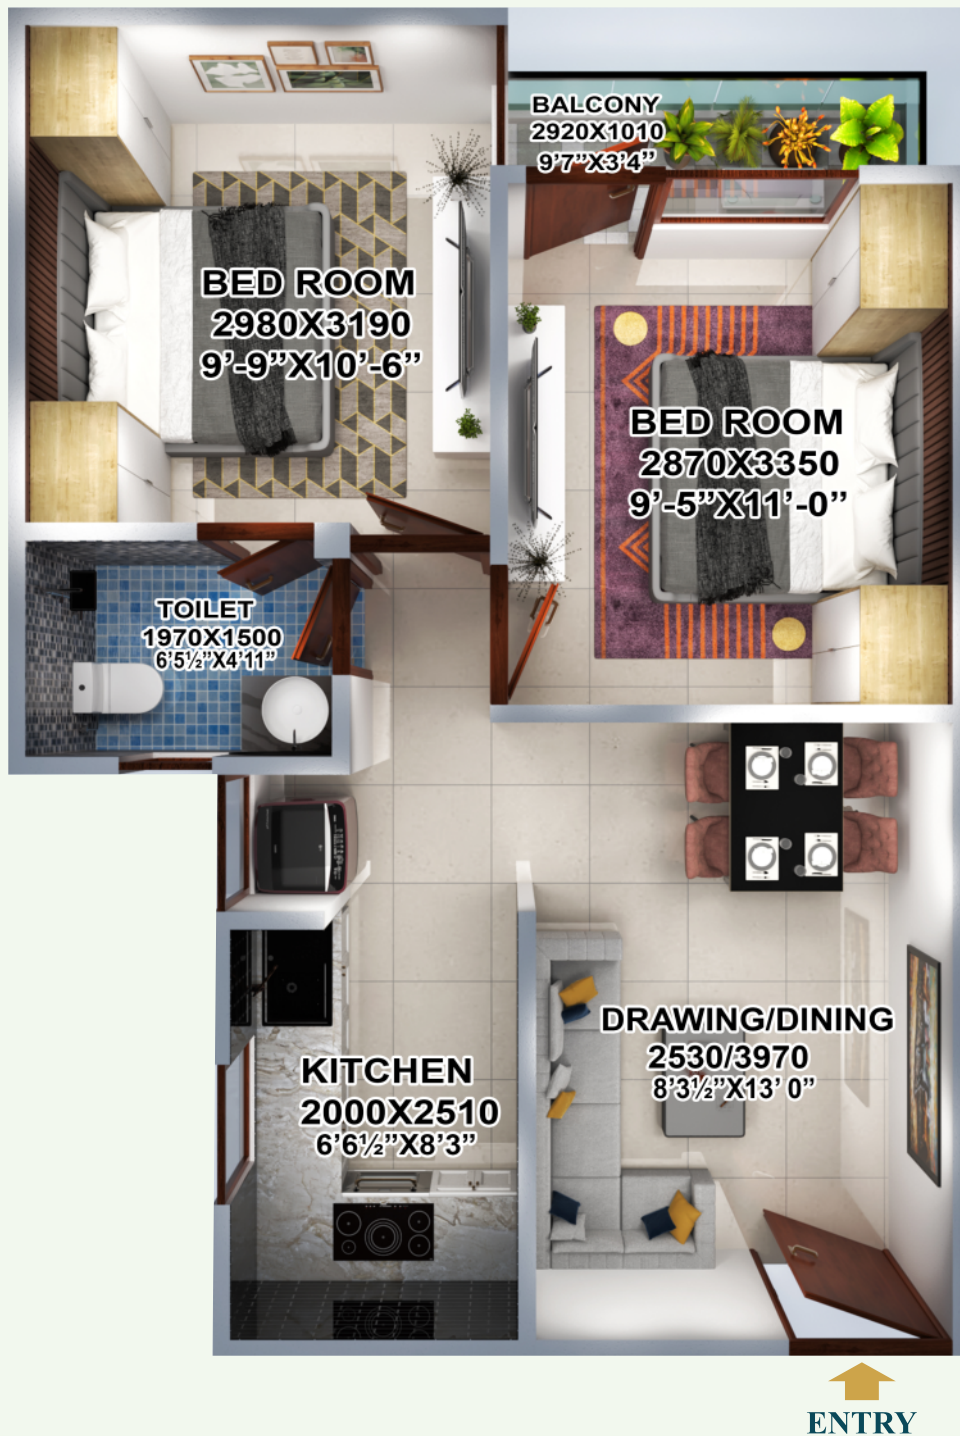 BALCONY
2920X1010
9'7”X3'4”
BED ROOM
2980X3190
9’-9”X10’-6”
BED ROOM
2870X3350
9’-5”X11’-0”
TOILET
1970X1500
6’5½”X4’11”
DRAWING/DINING
2530/3970
8’3½”X13’ 0”
KITCHEN
2000X2510
6’6½”X8’3”
ENTRY